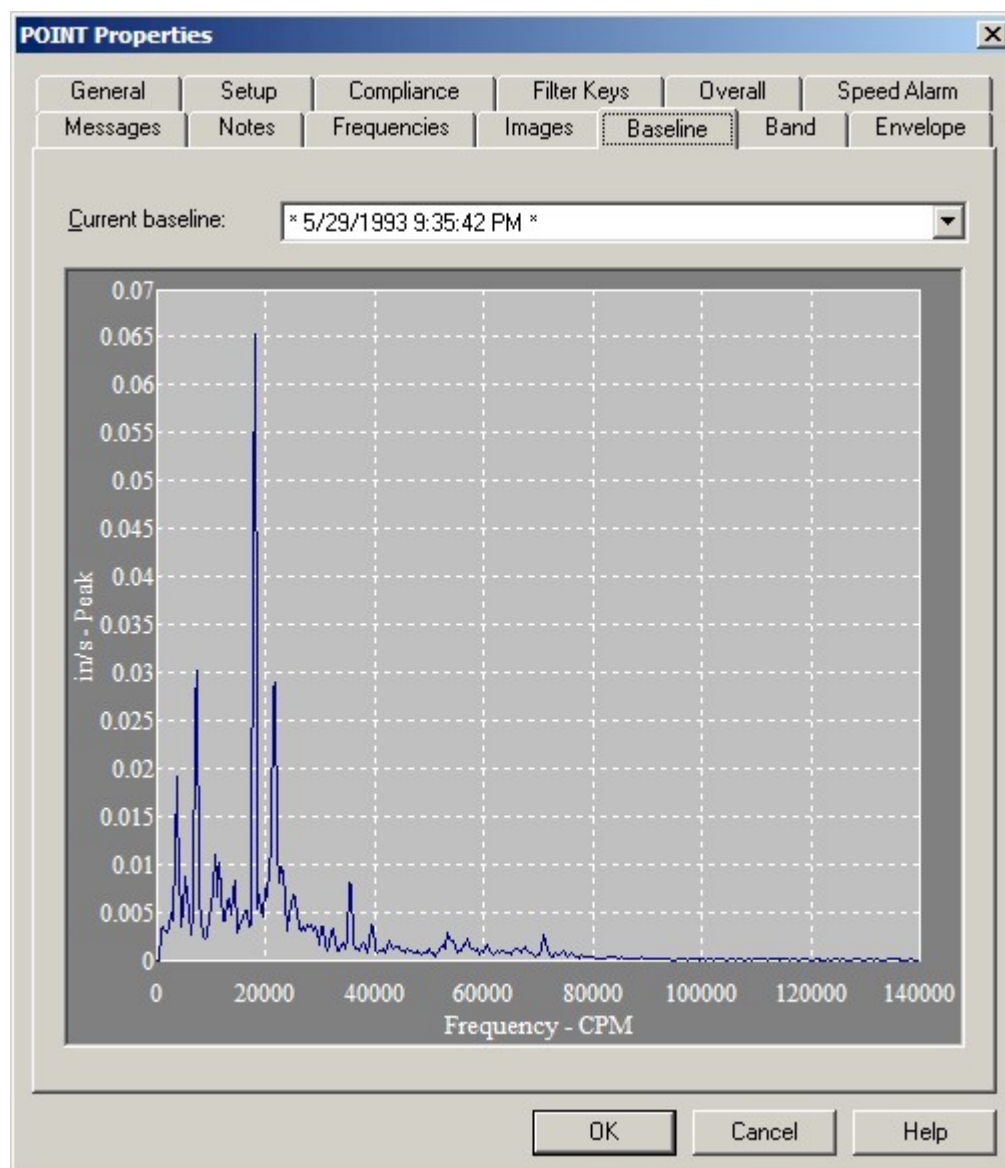 POINT Properties
General Setup Compliance Filter Keys Overall Speed Alarm
Messages Notes Frequencies Images Baseline Band Envelope
Current baseline: * 5/29/1993 9:35:42 PM *
0.07
0.065
0.06
0.055
0.05
0.045
0.04
0.035
0.03
0.025
0.02
0.015
0.01
0.005
0
in/s - Peak
0 20000 40000 60000 80000 100000 120000 140000
Frequency - CPM
OK Cancel Help